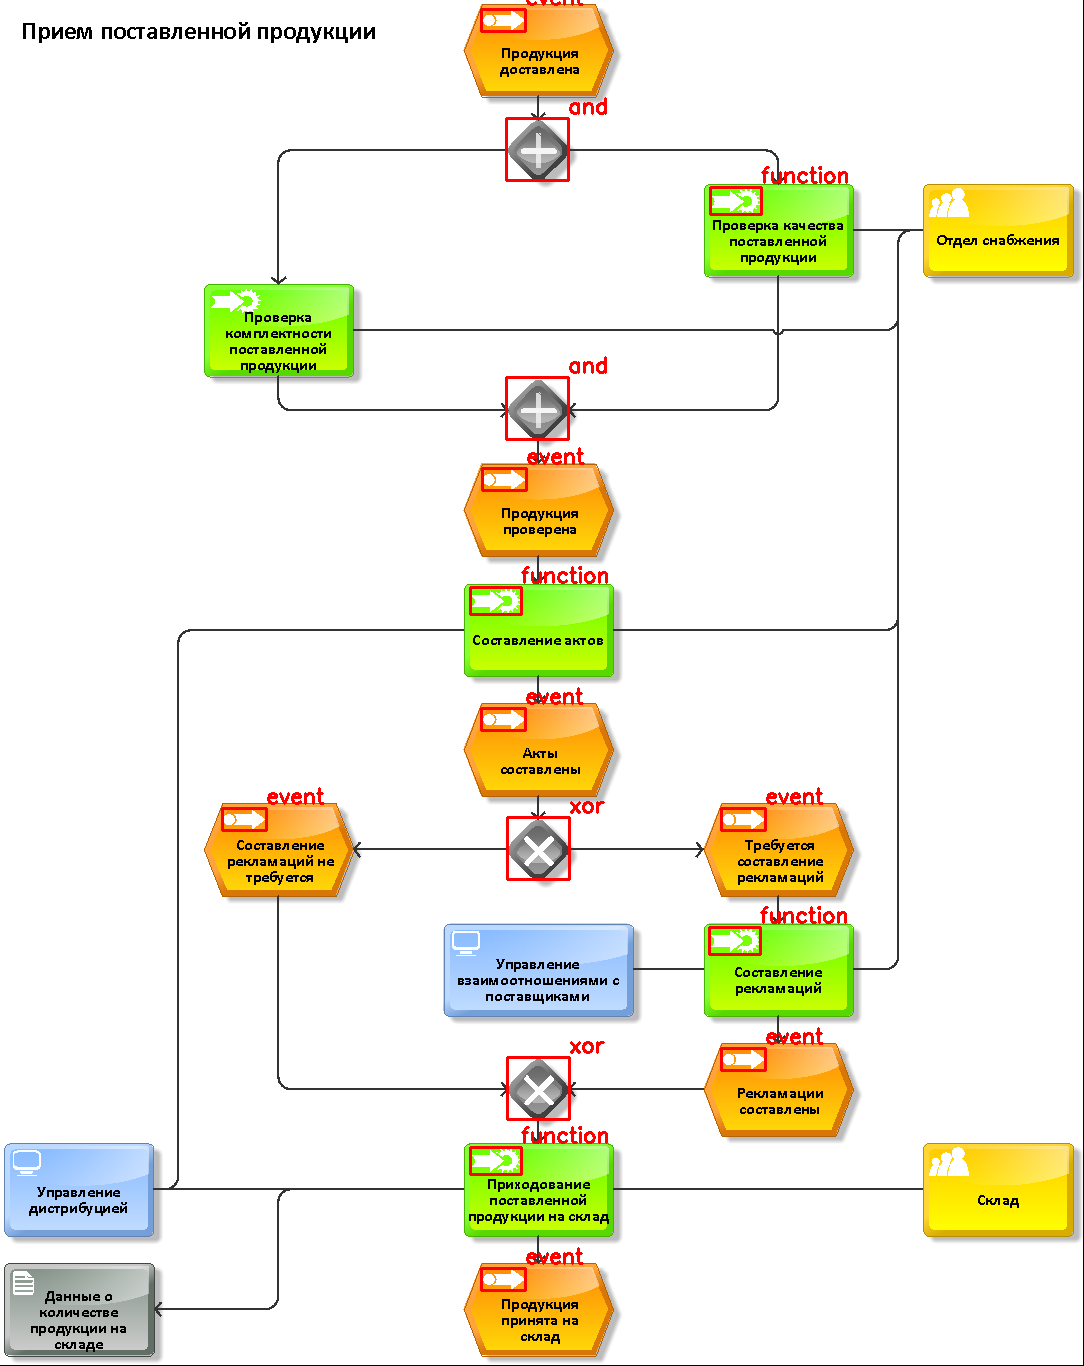 event
Прием поставленной продукции
Продукция
доставлена
and
function
Проверка качества
поставленной
продукции
Отдел снабжения
Проверка
комплектности
поставленной
продукции
and
event
Продукция
проверена
function
Составление актов
event
Акты
составлены
xor
event
Составление
рекламаций не
требуется
event
Требуется
составление
рекламаций
function
Управление
взаимоотношениями с
поставщиками
Составление
рекламаций
xor
event
Рекламации
составлены
function
Управление
дистрибуцией
Приходование
поставленной
продукции на склад
Склад
event
Данные о
количестве
продукции на
складе
Продукция
принята на
склад